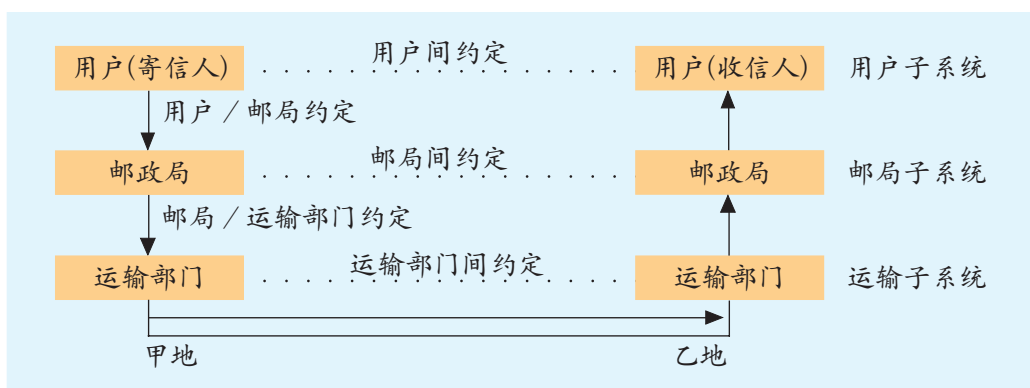 用户(寄信人) 用户间约定 用户(收信人) 用户子系统
用户/邮局约定
邮政局 邮局间约定 邮政局 邮局子系统
邮局/运输部门约定
运输部门 运输部门间约定 运输部门 运输子系统
甲地 乙地